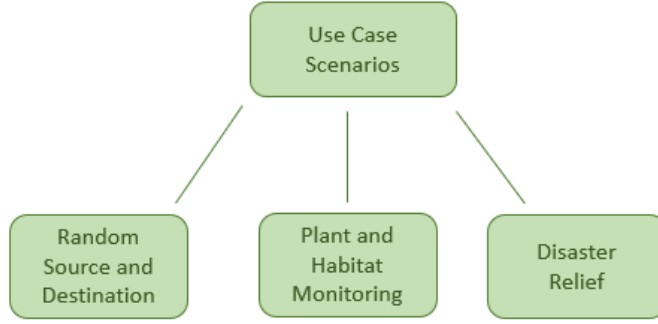 Use Case
Scenarios
Random
Source and
Destination
Plant and
Habitat
Monitoring
Disaster
Relief